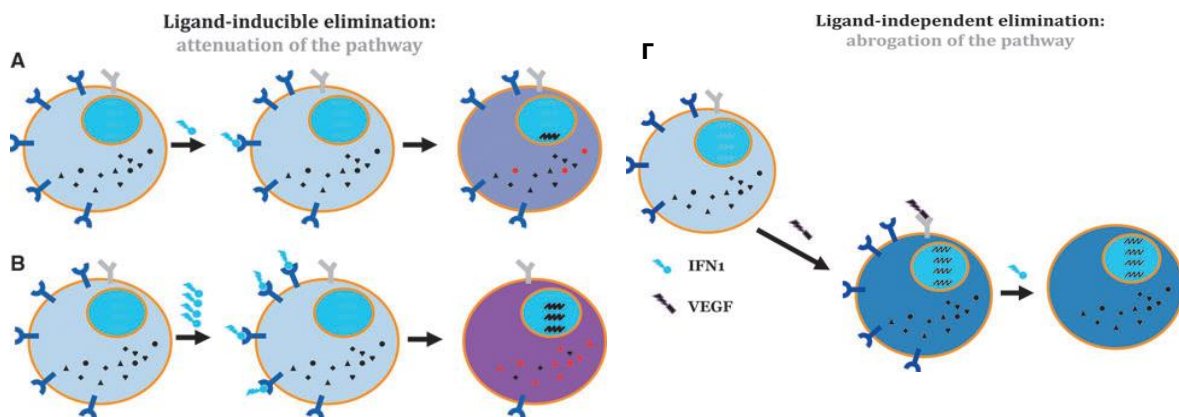 Ligand-inducible elimination:
attenuation of the pathway
Ligand-independent elimination:
abrogation of the pathway
A
Γ
B
IFN1
VEGF